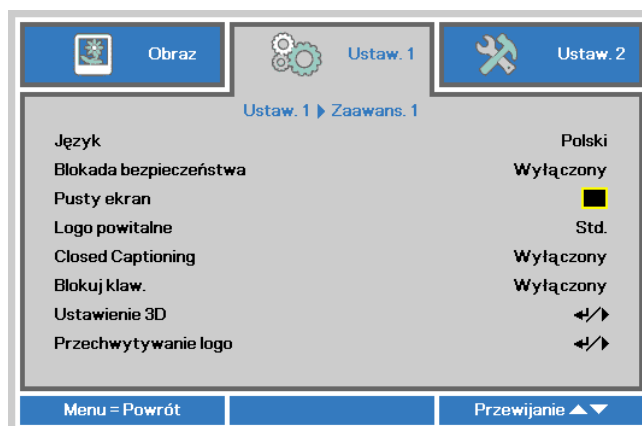 Obraz Ustaw. 1 Ustaw. 2
Ustaw. 1 Zaawans. 1
Język Polski
Blokada bezpieczeństwa Wyłączony
Pusty ekran
Logo powitalne Std.
Closed Captioning Wyłączony
Blokuj klaw. Wyłączony
Ustawienie 3D
Przechwytywanie logo
Menu = Powrót Przewijanie